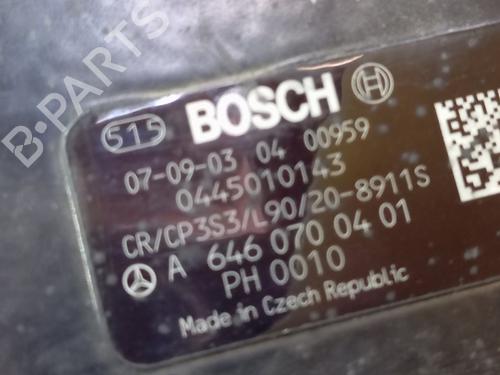 B-PARTS
515 BOSCH
07-09-03 04 00959
0445010143
CR/CP3S3/L90/20-8911S
A 646 070 04 01
PH 0010
Made in Czech Republic